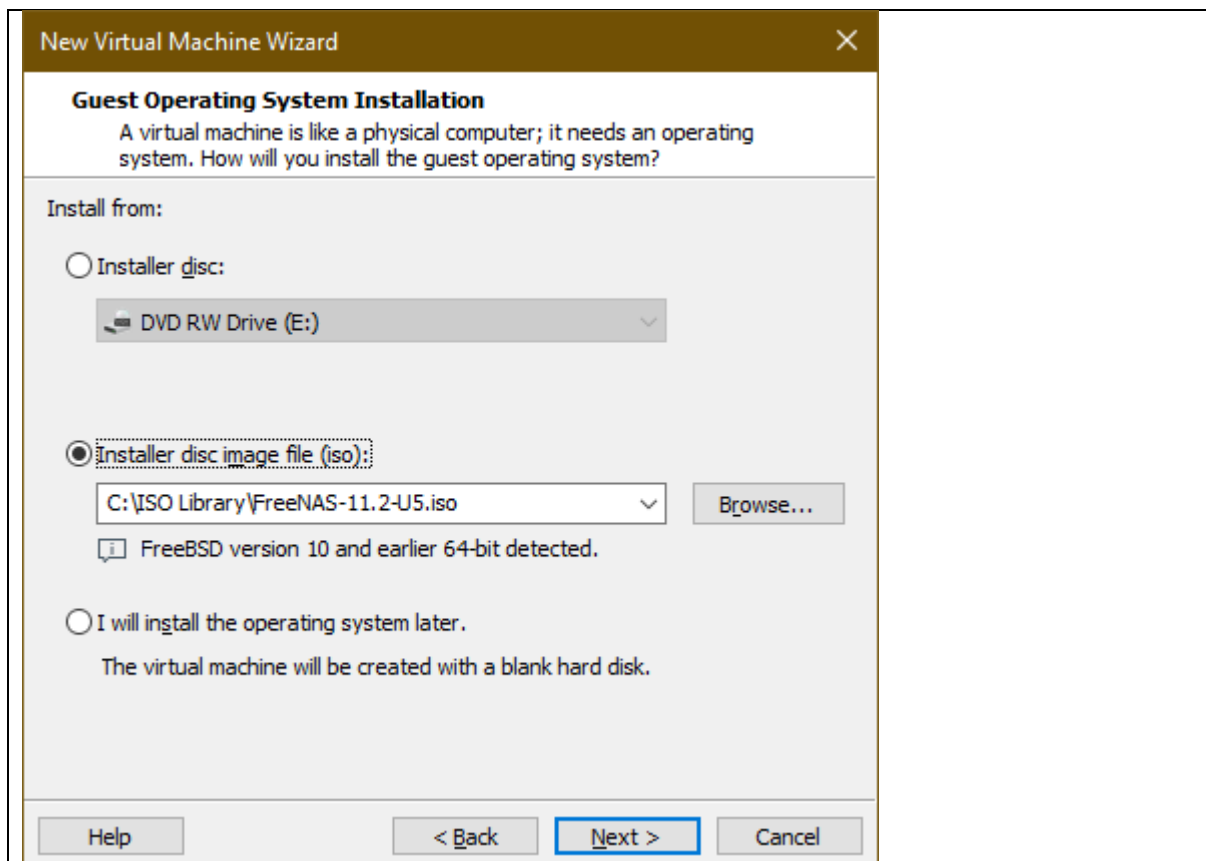 New Virtual Machine Wizard
Guest Operating System Installation
A virtual machine is like a physical computer; it needs an operating
system. How will you install the guest operating system?
Install from:
Installer disc:
DVD RW Drive (E:)
Installer disc image file (iso):
C:\ISO Library\FreeNAS-11.2-U5.iso
Browse...
FreeBSD version 10 and earlier 64-bit detected.
I will install the operating system later.
The virtual machine will be created with a blank hard disk.
Help
< Back
Next >
Cancel